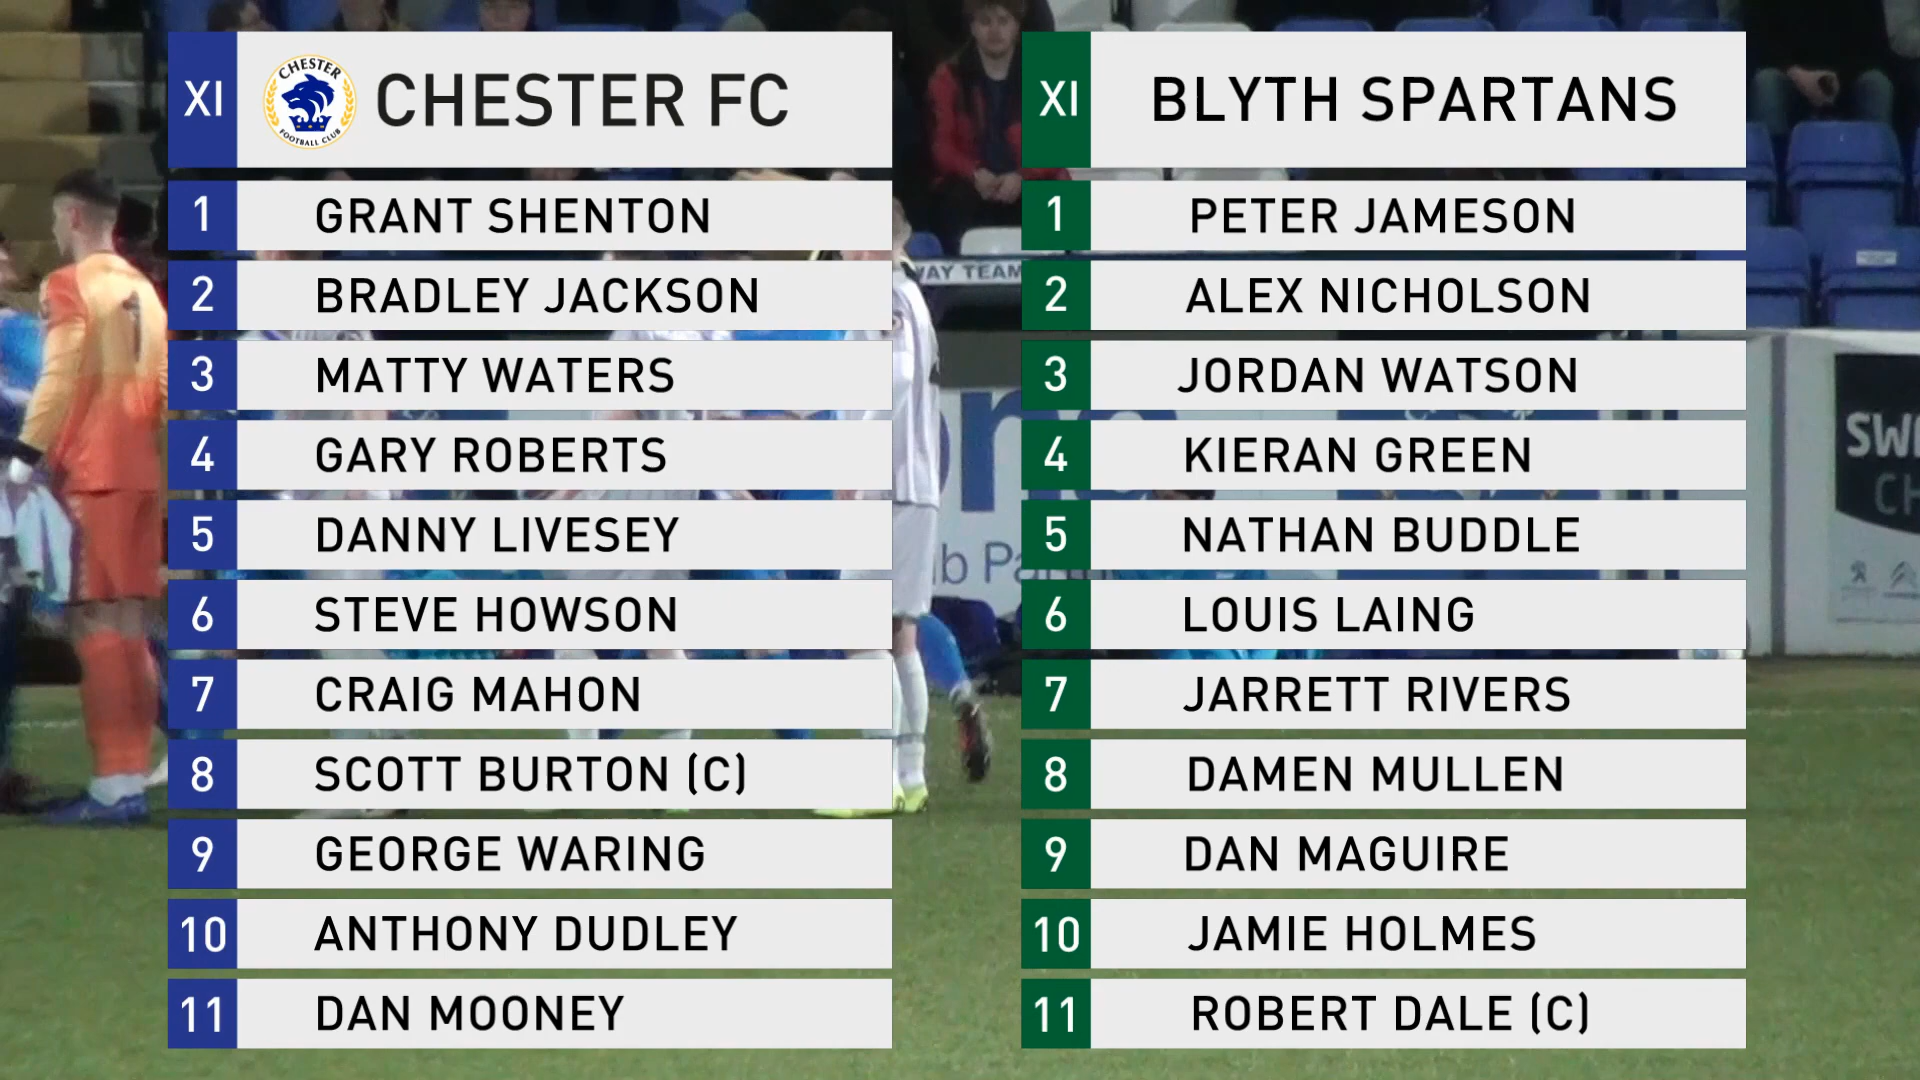 XI CHESTER FC
CHESTER
FOOTBALL CLUB
1 GRANT SHENTON
2 BRADLEY JACKSON
3 MATTY WATERS
4 GARY ROBERTS
5 DANNY LIVESEY
6 STEVE HOWSON
7 CRAIG MAHON
8 SCOTT BURTON (C)
9 GEORGE WARING
10 ANTHONY DUDLEY
11 DAN MOONEY
XI BLYTH SPARTANS
1 PETER JAMESON
2 ALEX NICHOLSON
3 JORDAN WATSON
4 KIERAN GREEN
5 NATHAN BUDDLE
6 LOUIS LAING
7 JARRETT RIVERS
8 DAMEN MULLEN
9 DAN MAGUIRE
10 JAMIE HOLMES
11 ROBERT DALE (C)
TEAM
1